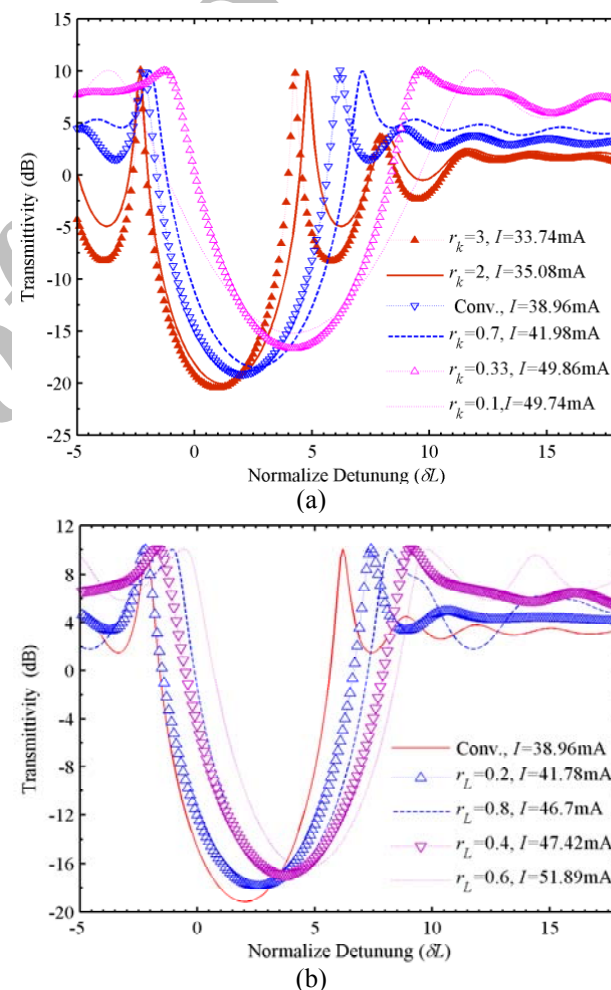 10
5
0
-5
-10
-15
-20
25
Transmittivity (dB)
r_k=3, I=33.74mA
r_k=2, I=35.08mA
Conv., I=38.96mA
r_k=0.7, I=41.98mA
r_k=0.33, I=49.86mA
r_k=0.1,I=49.74mA
-5 0 5 10 15
Normalize Detunung (δL)
(a)
12
8
4
0
-4
-8
-12
-16
-20
Transmittivity (dB)
Conv., I=38.96mA
r_L=0.2, I=41.78mA
r_L=0.8, I=46.7mA
r_L=0.4, I=47.42mA
r_L=0.6, I=51.89mA
-5 0 5 10 15
Normalize Detunung (δL)
(b)